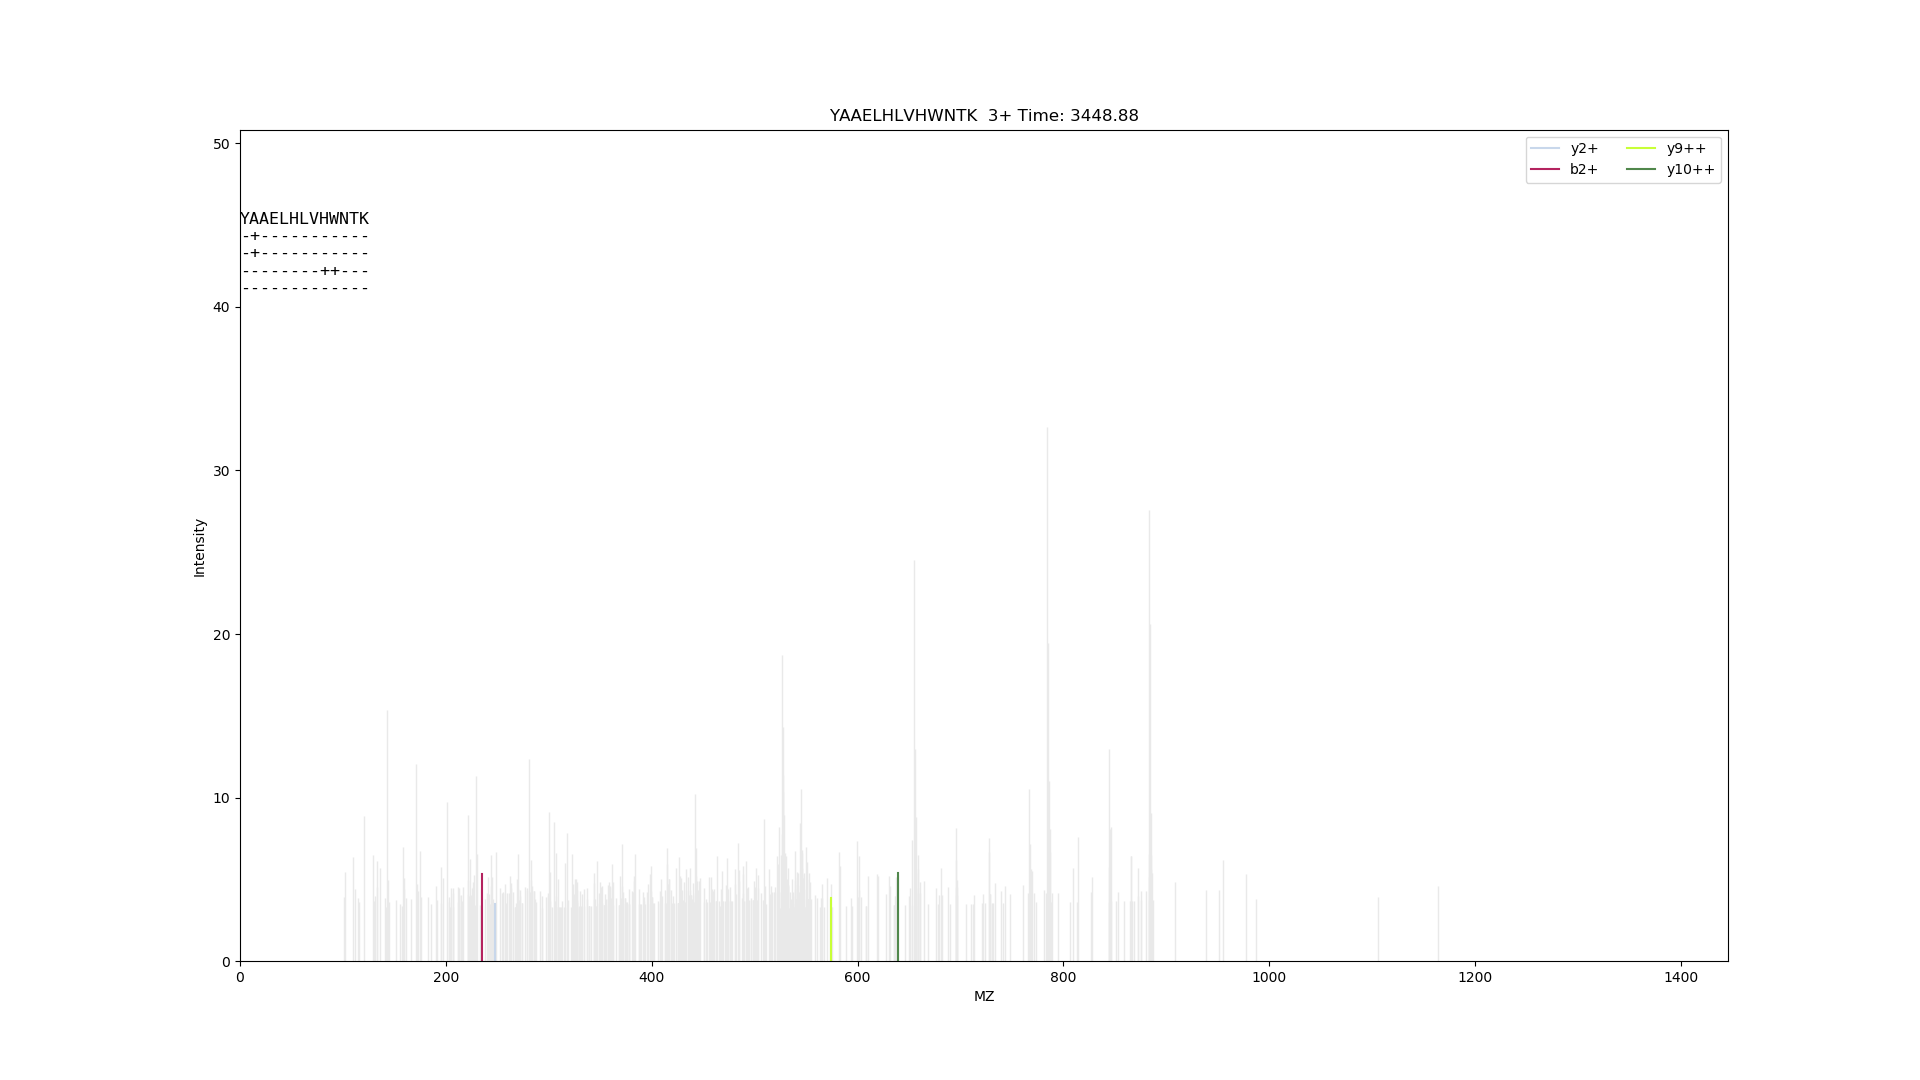 YAAELHLVHWNTK  3+ Time: 3448.88
y2+ y9++
b2+ y10++
50
YAAELHLVHWNTK
-+-----------
-+-----------
--------++---
-------------
40
30
Intensity
20
10
0
0 200 400 600 800 1000 1200 1400
MZ